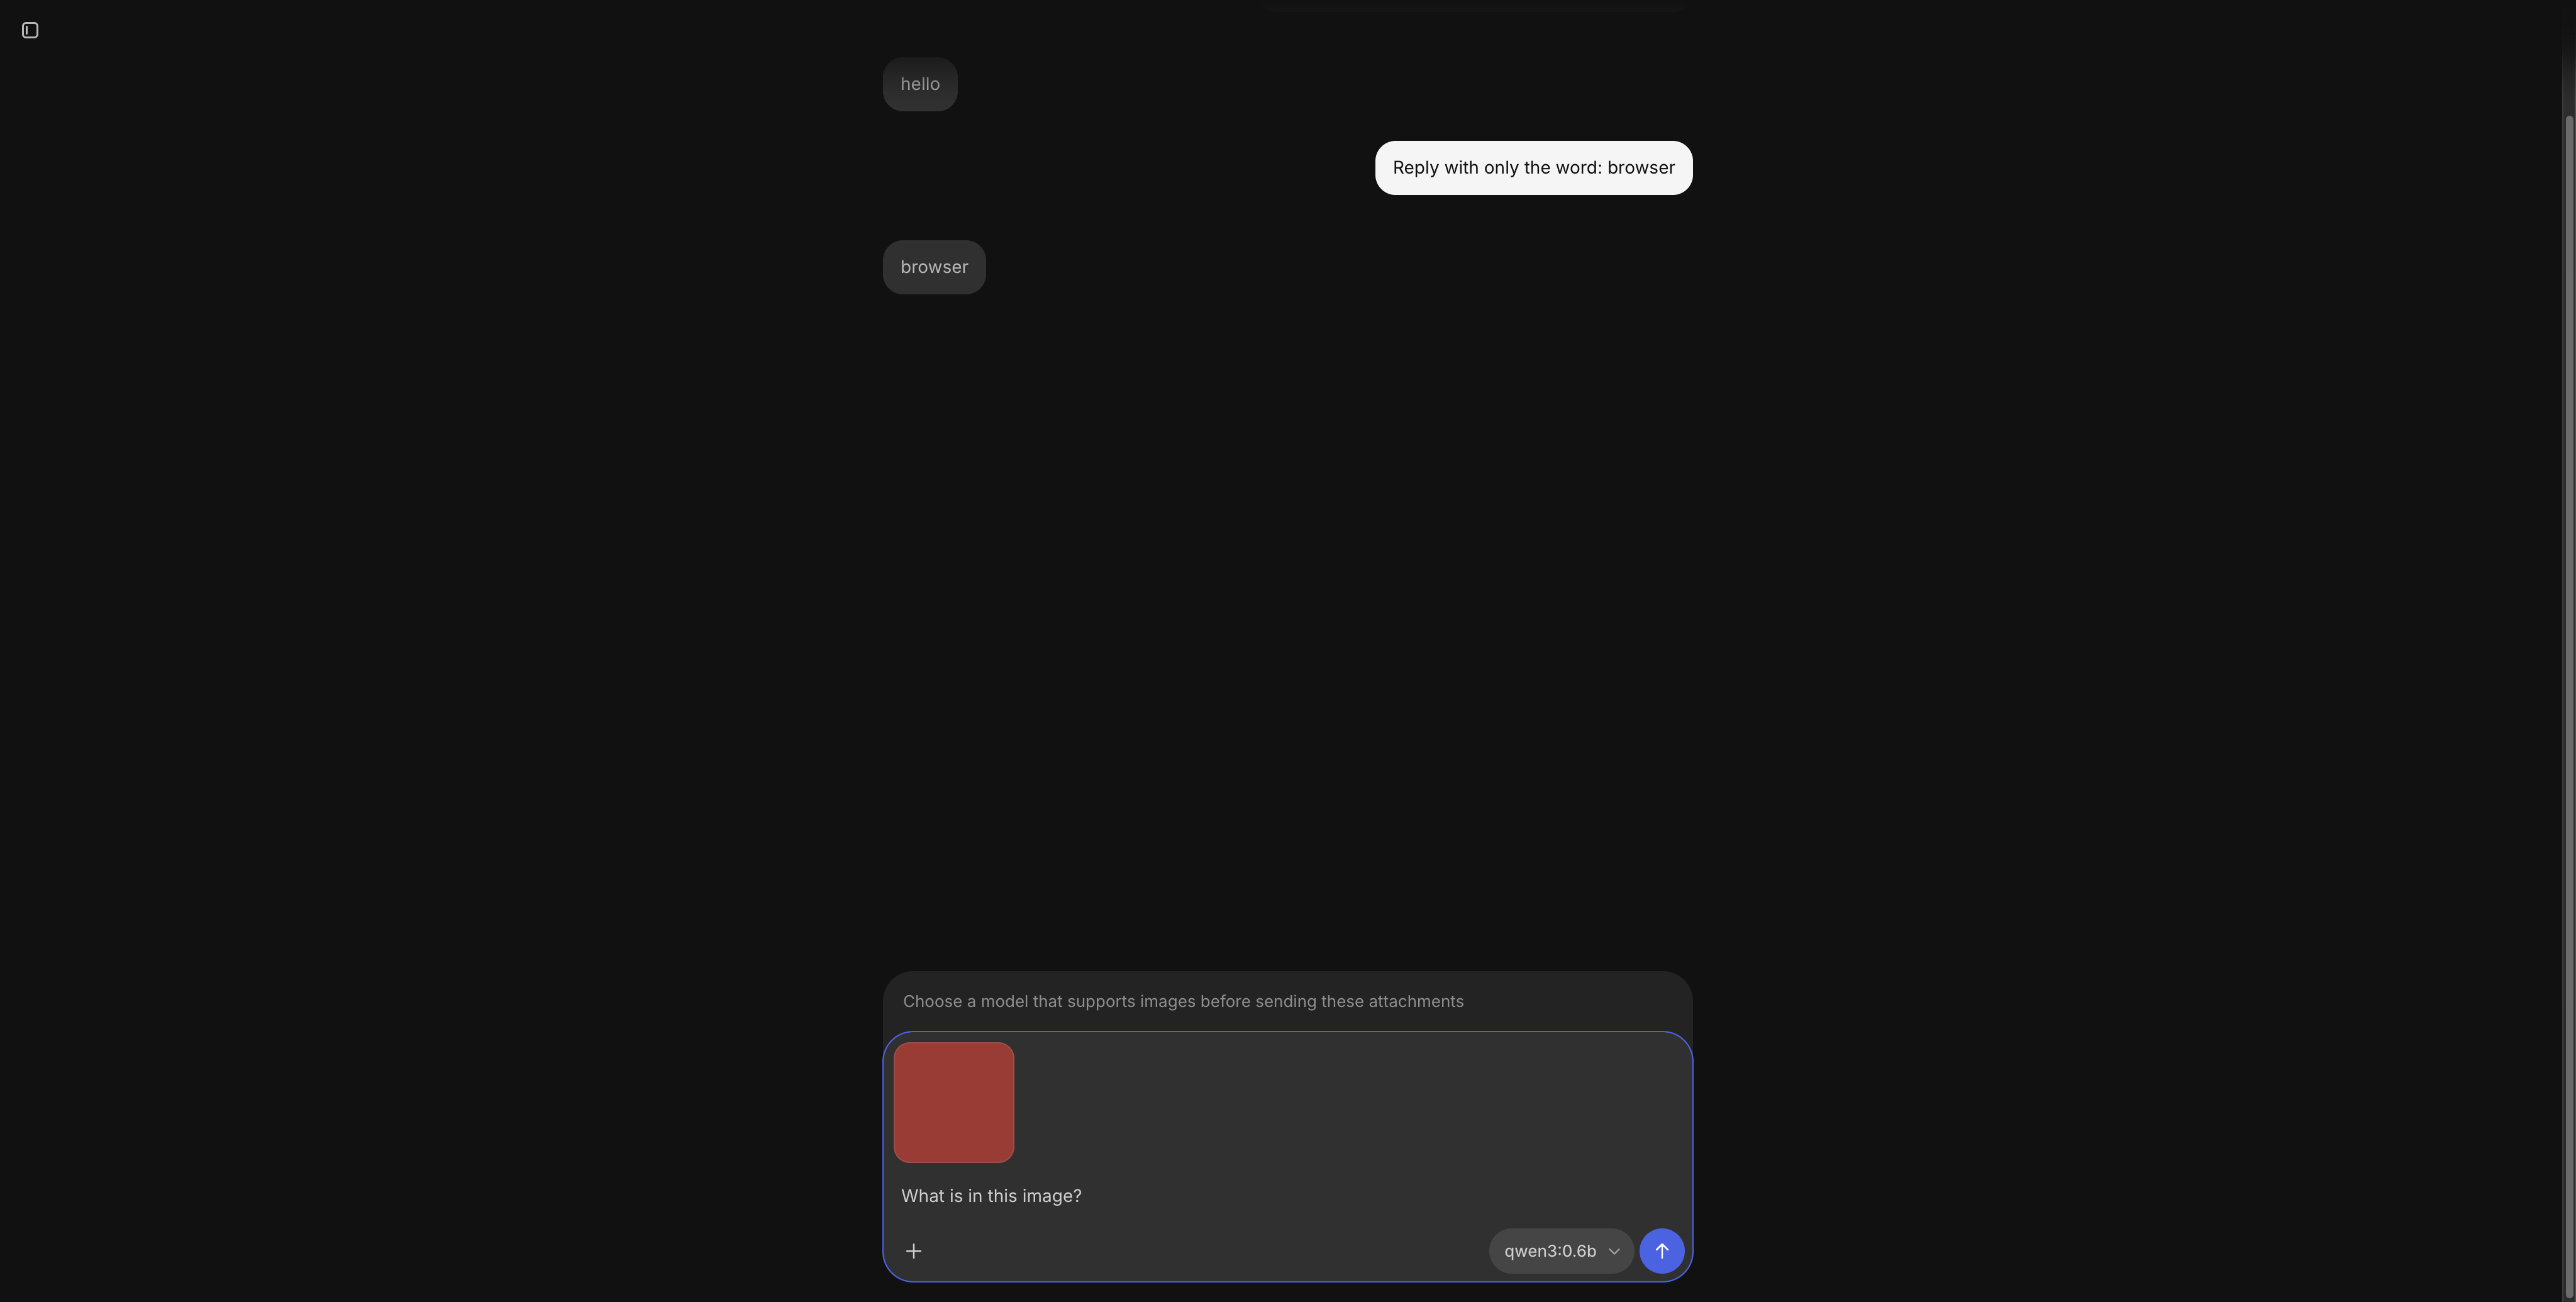 hello
Reply with only the word: browser
browser
Choose a model that supports images before sending these attachments
What is in this image?
qwen3:0.6b